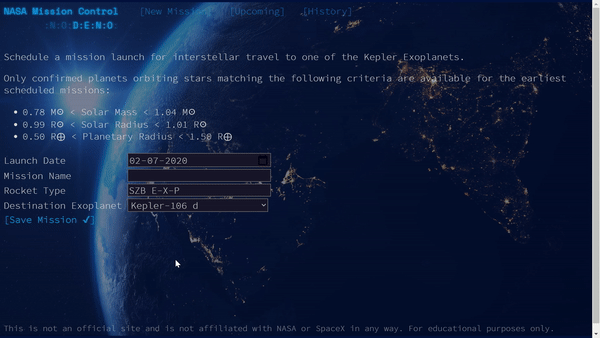 NASA Mission Control [New Mission] [Upcoming] [History]
:N:O:D:E:N:O:
Schedule a mission launch for interstellar travel to one of the Kepler Exoplanets.
Only confirmed planets orbiting stars matching the following criteria are available for the earliest
scheduled missions:
• 0.78 M⊙ < Solar Mass < 1.04 M⊙
• 0.99 R⊙ < Solar Radius < 1.01 R⊙
• 0.50 R⊕ < Planetary Radius < 1.50 R⊕
Launch Date 02-07-2020
Mission Name
Rocket Type SZB E-X-P
Destination Exoplanet Kepler-106 d
[Save Mission ✔]
This is not an official site and is not affiliated with NASA or SpaceX in any way. For educational purposes only.